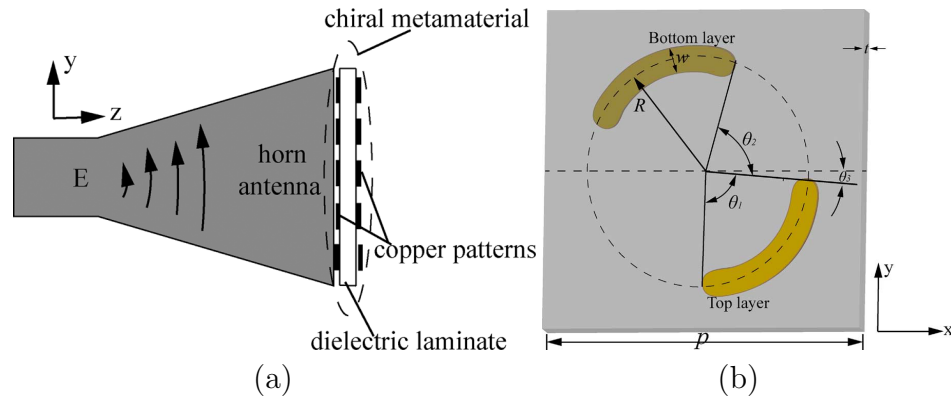 chiral metamaterial
y
z
E
horn
antenna
copper patterns
dielectric laminate
(a)
Bottom layer
t
w
R
θ2
θ3
θ1
Top layer
y
x
p
(b)